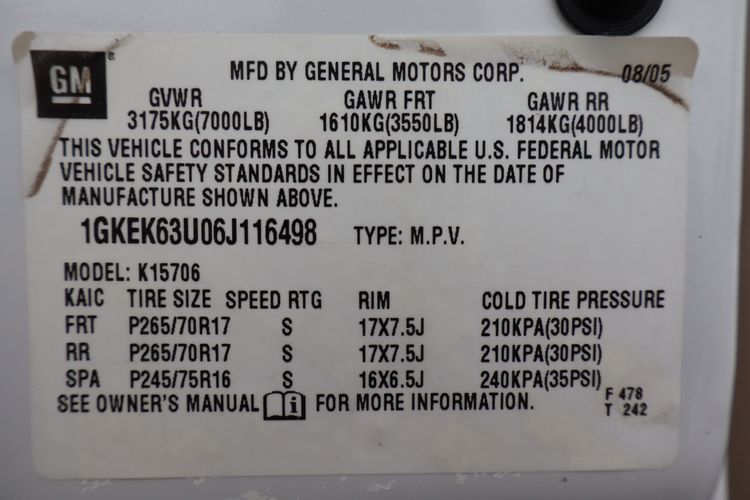 GM
MFD BY GENERAL MOTORS CORP. 08/05
GVWR GAWR FRT GAWR RR
3175KG(7000LB) 1610KG(3550LB) 1814KG(4000LB)
THIS VEHICLE CONFORMS TO ALL APPLICABLE U.S. FEDERAL MOTOR
VEHICLE SAFETY STANDARDS IN EFFECT ON THE DATE OF
MANUFACTURE SHOWN ABOVE.
1GKEK63U06J116498 TYPE: M.P.V.
MODEL: K15706
KAIC TIRE SIZE SPEED RTG RIM COLD TIRE PRESSURE
FRT P265/70R17 S 17X7.5J 210KPA(30PSI)
RR P265/70R17 S 17X7.5J 210KPA(30PSI)
SPA P245/75R16 S 16X6.5J 240KPA(35PSI)
SEE OWNER'S MANUAL i FOR MORE INFORMATION.
F 478
T 242